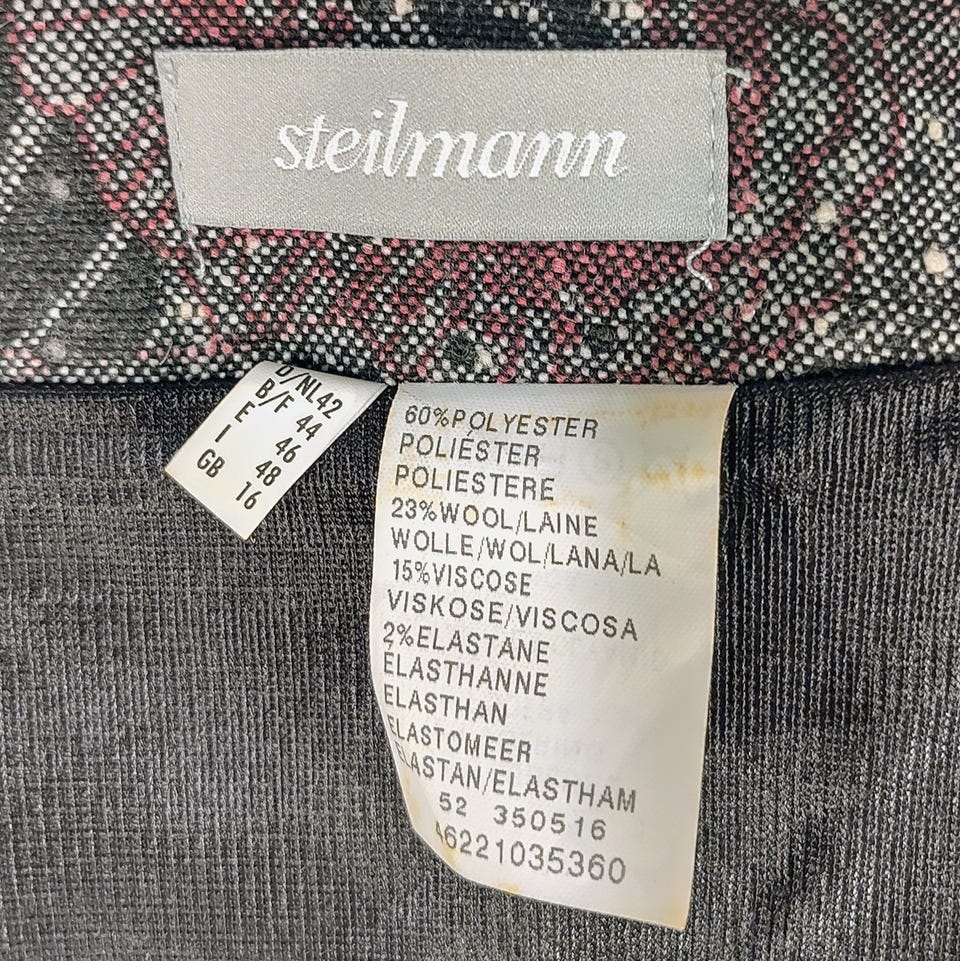 steilmann
D/NL 42
B/F 44
E 46
I 48
GB 16
60%POLYESTER
POLIÉSTER
POLIESTERE
23%WOOL/LAINE
WOLLE/WOL/LANA/LA
15%VISCOSE
VISKOSE/VISCOSA
2%ELASTANE
ELASTHANNE
ELASTHAN
ELASTOMEER
ELASTAN/ELASTHAM
52 350516
46221035360